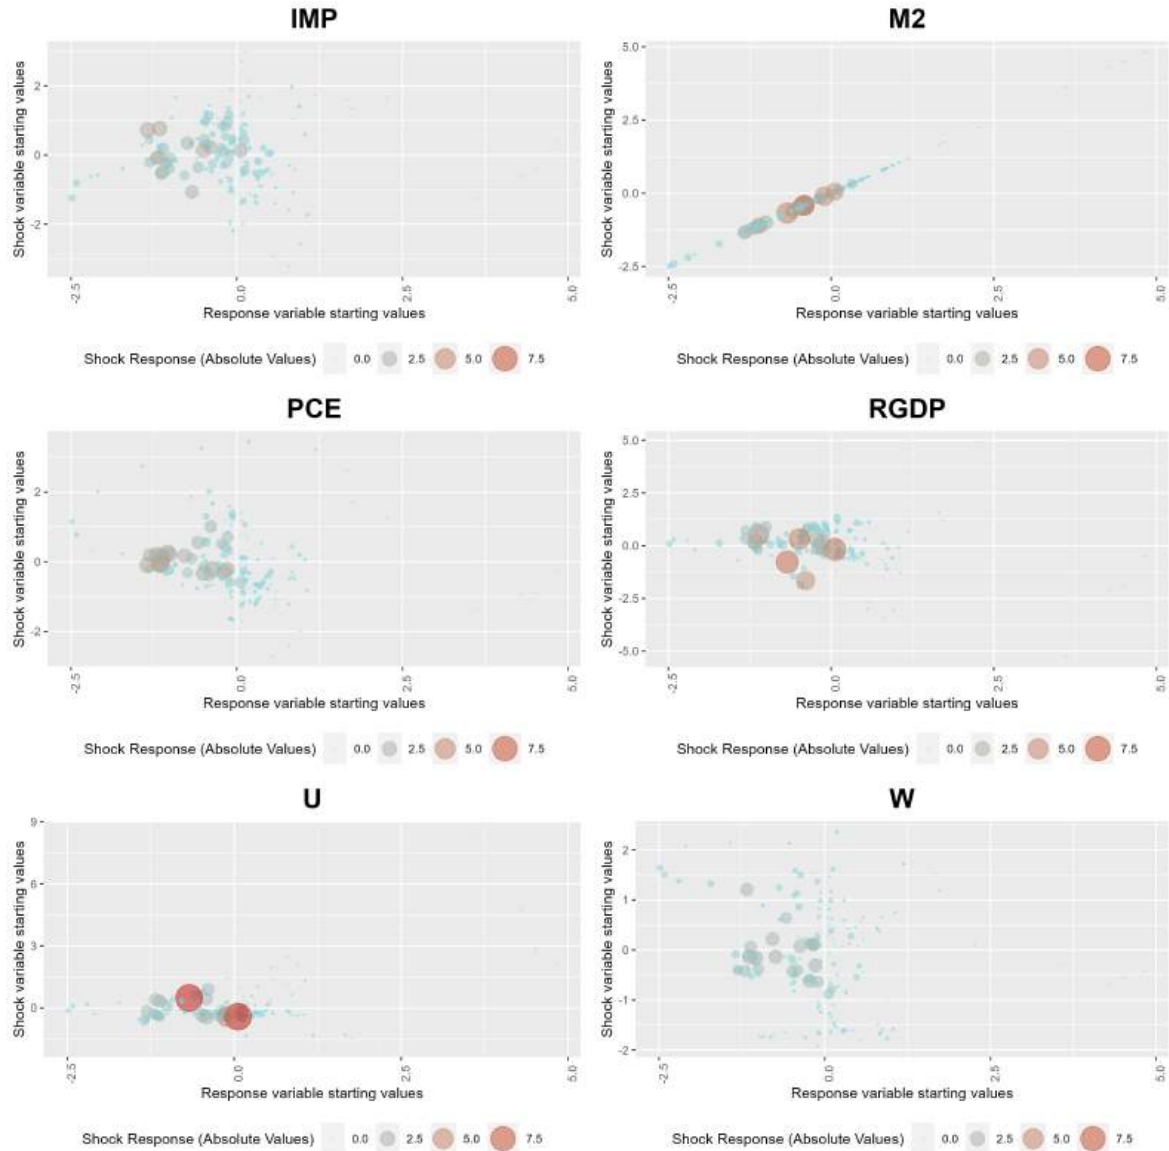 IMP
Shock variable starting values
2
0
-2
-2.5
0.0
2.5
5.0
Response variable starting values
Shock Response (Absolute Values) 0.0 2.5 5.0 7.5
M2
Shock variable starting values
5.0
2.5
0.0
-2.5
-2.5
0.0
2.5
5.0
Response variable starting values
Shock Response (Absolute Values) 0.0 2.5 5.0 7.5
PCE
Shock variable starting values
2
0
-2
-2.5
0.0
2.5
5.0
Response variable starting values
Shock Response (Absolute Values) 0.0 2.5 5.0 7.5
RGDP
Shock variable starting values
5.0
2.5
0.0
-2.5
-5.0
-2.5
0.0
2.5
5.0
Response variable starting values
Shock Response (Absolute Values) 0.0 2.5 5.0 7.5
U
Shock variable starting values
9
6
3
0
-2.5
0.0
2.5
5.0
Response variable starting values
Shock Response (Absolute Values) 0.0 2.5 5.0 7.5
W
Shock variable starting values
2
1
0
-1
-2
-2.5
0.0
2.5
5.0
Response variable starting values
Shock Response (Absolute Values) 0.0 2.5 5.0 7.5